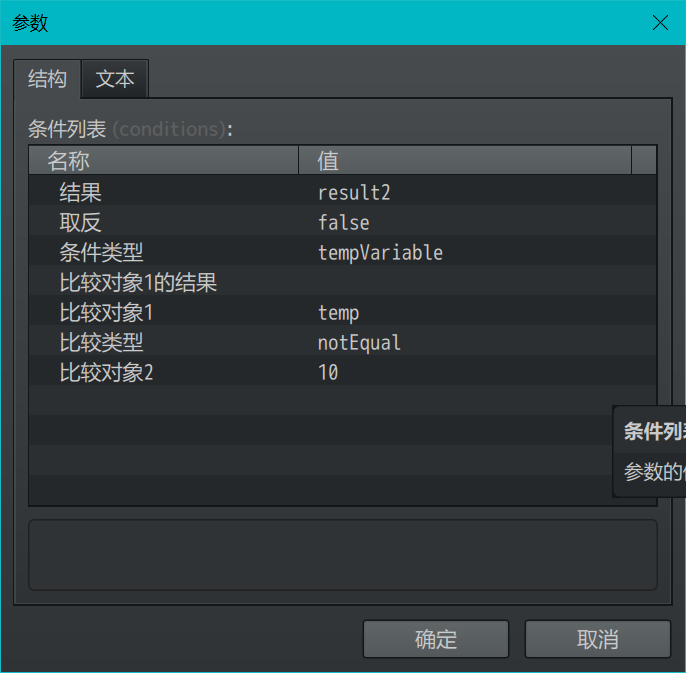 参数
结构 文本
条件列表 (conditions):
名称 值
结果 result2
取反 false
条件类型 tempVariable
比较对象1的结果
比较对象1 temp
比较类型 notEqual
比较对象2 10
条件列
参数的
确定 取消